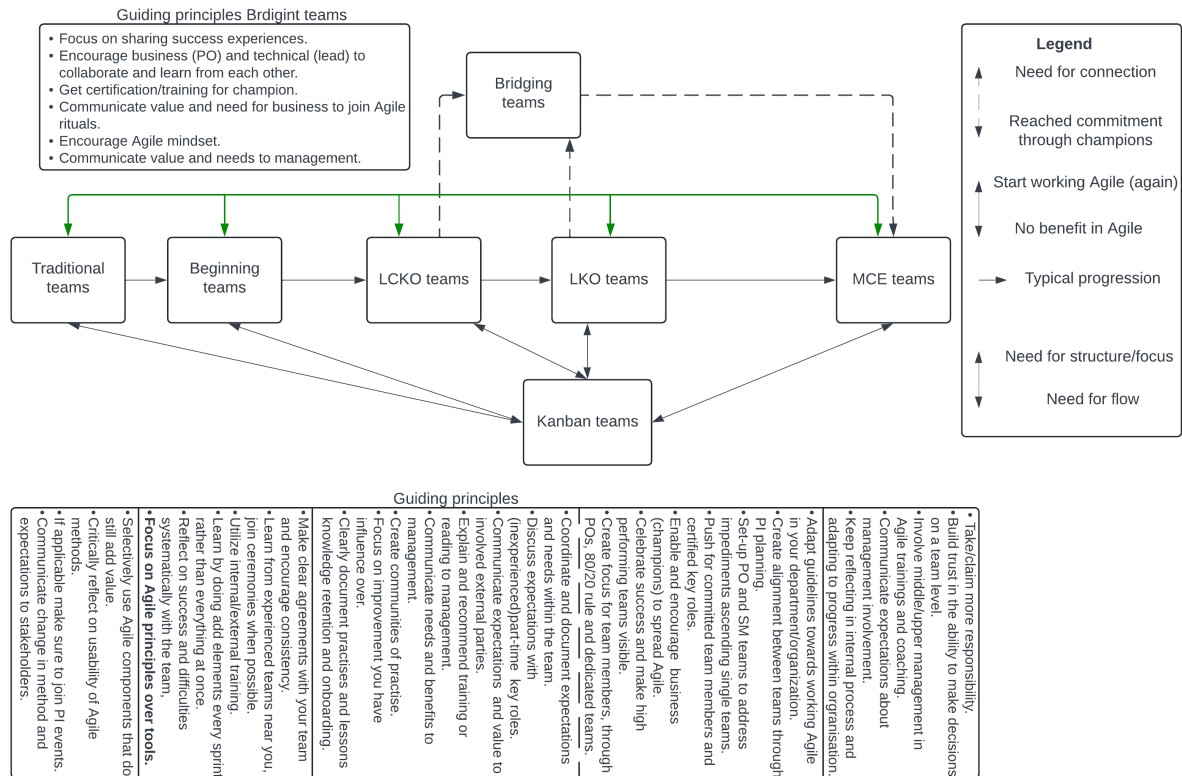 Guiding principles Brdigint teams
• Focus on sharing success experiences.
• Encourage business (PO) and technical (lead) to
collaborate and learn from each other.
• Get certification/training for champion.
• Communicate value and need for business to join Agile
rituals.
• Encourage Agile mindset.
• Communicate value and needs to management.
Bridging
teams
Legend
Need for connection
Reached commitment
through champions
Start working Agile (again)
No benefit in Agile
Typical progression
Need for structure/focus
Need for flow
Traditional
teams
Beginning
teams
LCKO teams
LKO teams
MCE teams
Kanban teams
Guiding principles
• Selectively use Agile components that do
still add value.
• Critically reflect on usability of Agile
methods.
• If applicable make sure to join PI events.
• Communicate change in method and
expectations to stakeholders.
• Make clear agreements with your team
and encourage consistency.
• Learn from experienced teams near you,
join ceremonies when possible.
• Utilize internal/external training.
• Learn by doing add elements every sprint
rather than everything at once.
• Reflect on success and difficulties
systematically with the team,
• Focus on Agile principles over tools.
• Coordinate and document expectations
and needs within the team.
• Discuss expectations with
(inexperienced)part-time key roles.
• Communicate expectations and value to
involved external parties.
• Explain and recommend training or
reading to management.
• Communicate needs and benefits to
management.
• Create communities of practise.
• Focus on improvement you have
influence over.
• Clearly document practises and lessons
knowledge retention and onboarding.
• Adapt guidelines towards working Agile
in your department/organization.
• Create alignment between teams through
PI planning.
• Set-up PO and SM teams to address
impediments ascending single teams.
• Push for committed team members and
certified key roles.
• Enable and encourage business
(champions) to spread Agile.
• Celebrate success and make high
performing teams visible.
• Create focus for team members, through
POs, 80/20 rule and dedicated teams.
• Take/claim more responsibility.
• Build trust in the ability to make decisions
on a team level.
• Involve middle/upper management in
Agile trainings and coaching.
• Communicate expectations about
management involvement.
• Keep reflecting in internal process and
adapting to progress within orgranisation.